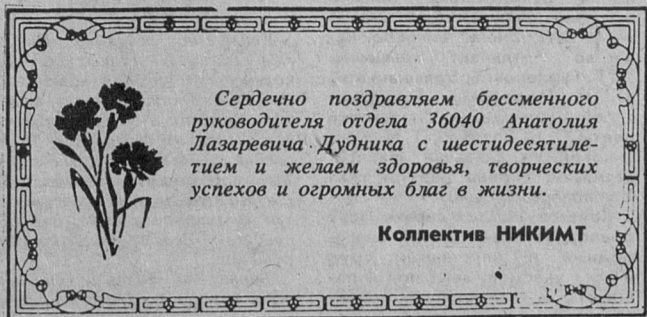 Сердечно поздравляем бессменного
руководителя отдела 36040 Анатолия
Лазаревича Дудника с шестидесятиле-
тием и желаем здоровья, творческих
успехов и огромных благ в жизни.
Коллектив НИКИМТ